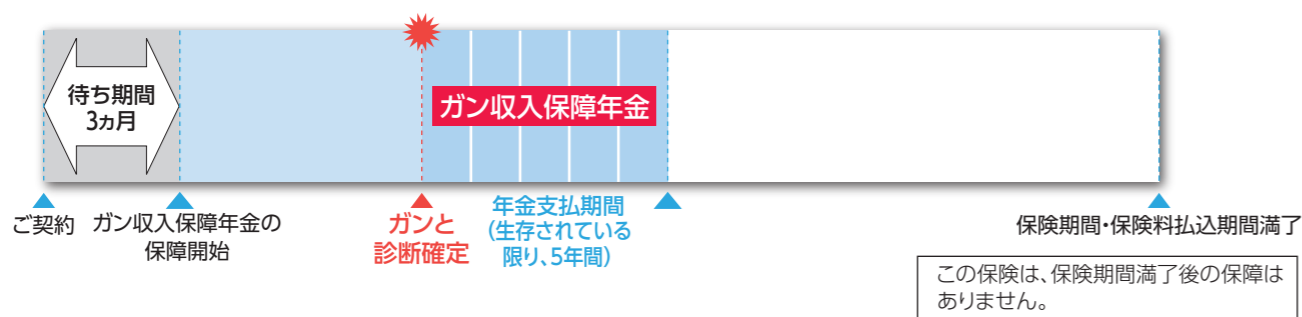 待ち期間
3ヵ月
ガン収入保障年金
ご契約
ガン収入保障年金の
保障開始
ガンと
診断確定
年金支払期間
(生存されている
限り、5年間)
保険期間・保険料払込期間満了
この保険は、保険期間満了後の保障は
ありません。